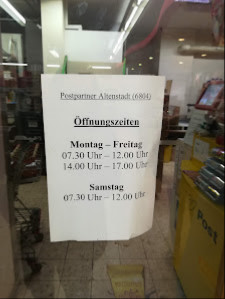 Postpartner Altenstadt (6804)
Öffnungszeiten
Montag – Freitag
07.30 Uhr – 12.00 Uhr
14.00 Uhr – 17.00 Uhr
Samstag
07.30 Uhr – 12.00 Uhr
Post